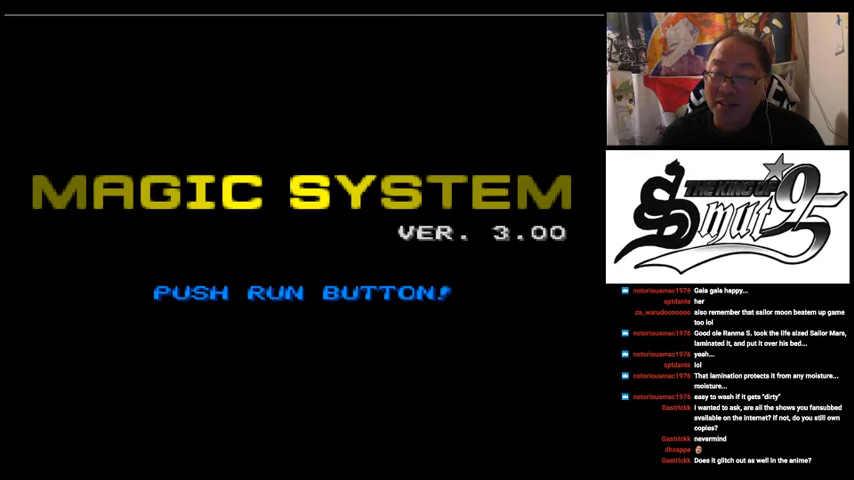 MAGIC SYSTEM
VER. 3.00
PUSH RUN BUTTON!
THE KING OF
Smut 95
notoriousmac1976 Gala gala happy...
sptdante her
za_warudooooooo also remember that sailor moon beatem up game
too lol
notoriousmac1976 Good ole Ranma S. took the life sized Sailor Mars,
laminated it, and put it over his bed...
notoriousmac1976 yeah...
sptdante lol
notoriousmac1976 That lamination protects it from any moisture...
moisture...
notoriousmac1976 easy to wash if it gets "dirty"
Gastrickk I wanted to ask, are all the shows you fansubbed
available on the internet? If not, do you still own
copies?
Gastrickk nevermind
dhzappa
Gastrickk Does it glitch out as well in the anime?